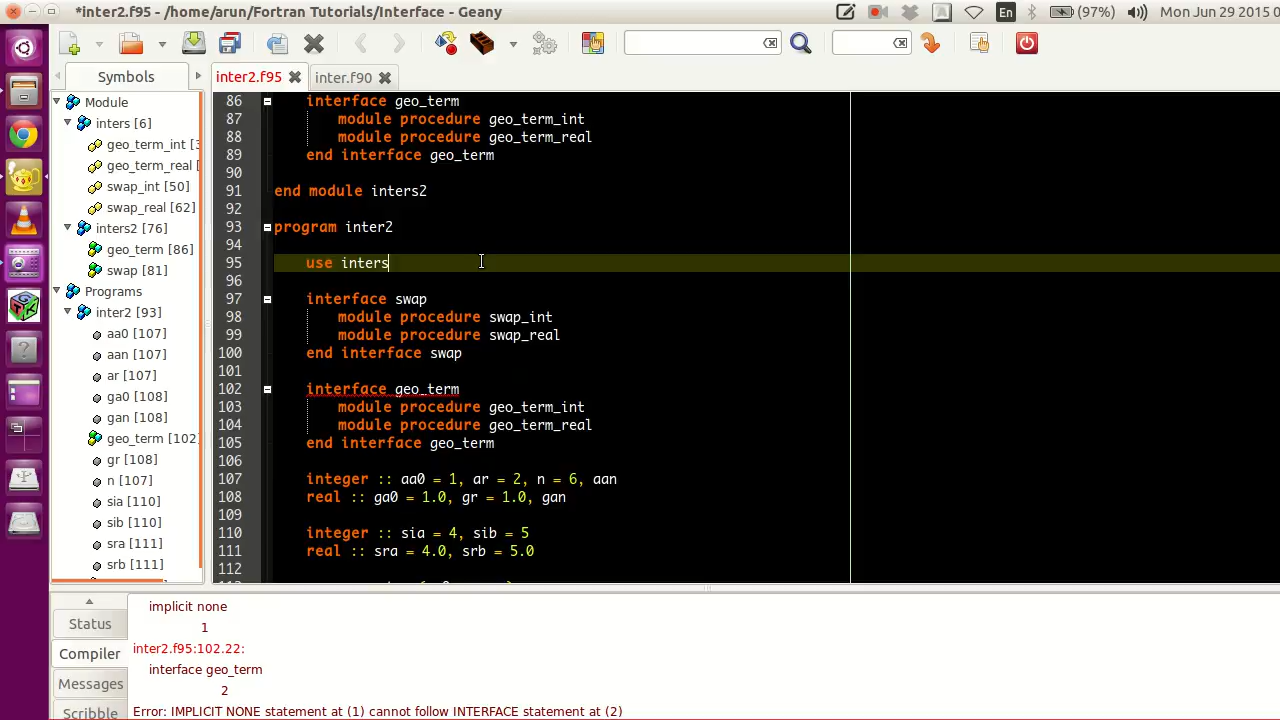 *inter2.f95 - /home/arun/Fortran Tutorials/Interface - Geany
En
(97%)
Mon Jun 29 2015 0
Symbols
inter2.f95
inter.f90
Module
inters [6]
geo_term_int [3
geo_term_real [
swap_int [50]
swap_real [62]
inters2 [76]
geo_term [86]
swap [81]
Programs
inter2 [93]
aa0 [107]
aan [107]
ar [107]
ga0 [108]
gan [108]
geo_term [102]
gr [108]
n [107]
sia [110]
sib [110]
sra [111]
srb [111]
86 interface geo_term
87 module procedure geo_term_int
88 module procedure geo_term_real
89 end interface geo_term
90
91 end module inters2
92
93 program inter2
94
95 use inters
96
97 interface swap
98 module procedure swap_int
99 module procedure swap_real
100 end interface swap
101
102 interface geo_term
103 module procedure geo_term_int
104 module procedure geo_term_real
105 end interface geo_term
106
107 integer :: aa0 = 1, ar = 2, n = 6, aan
108 real :: ga0 = 1.0, gr = 1.0, gan
109
110 integer :: sia = 4, sib = 5
111 real :: sra = 4.0, srb = 5.0
112
Status
Compiler
Messages
Scribble
implicit none
1
inter2.f95:102.22:
interface geo_term
2
Error: IMPLICIT NONE statement at (1) cannot follow INTERFACE statement at (2)